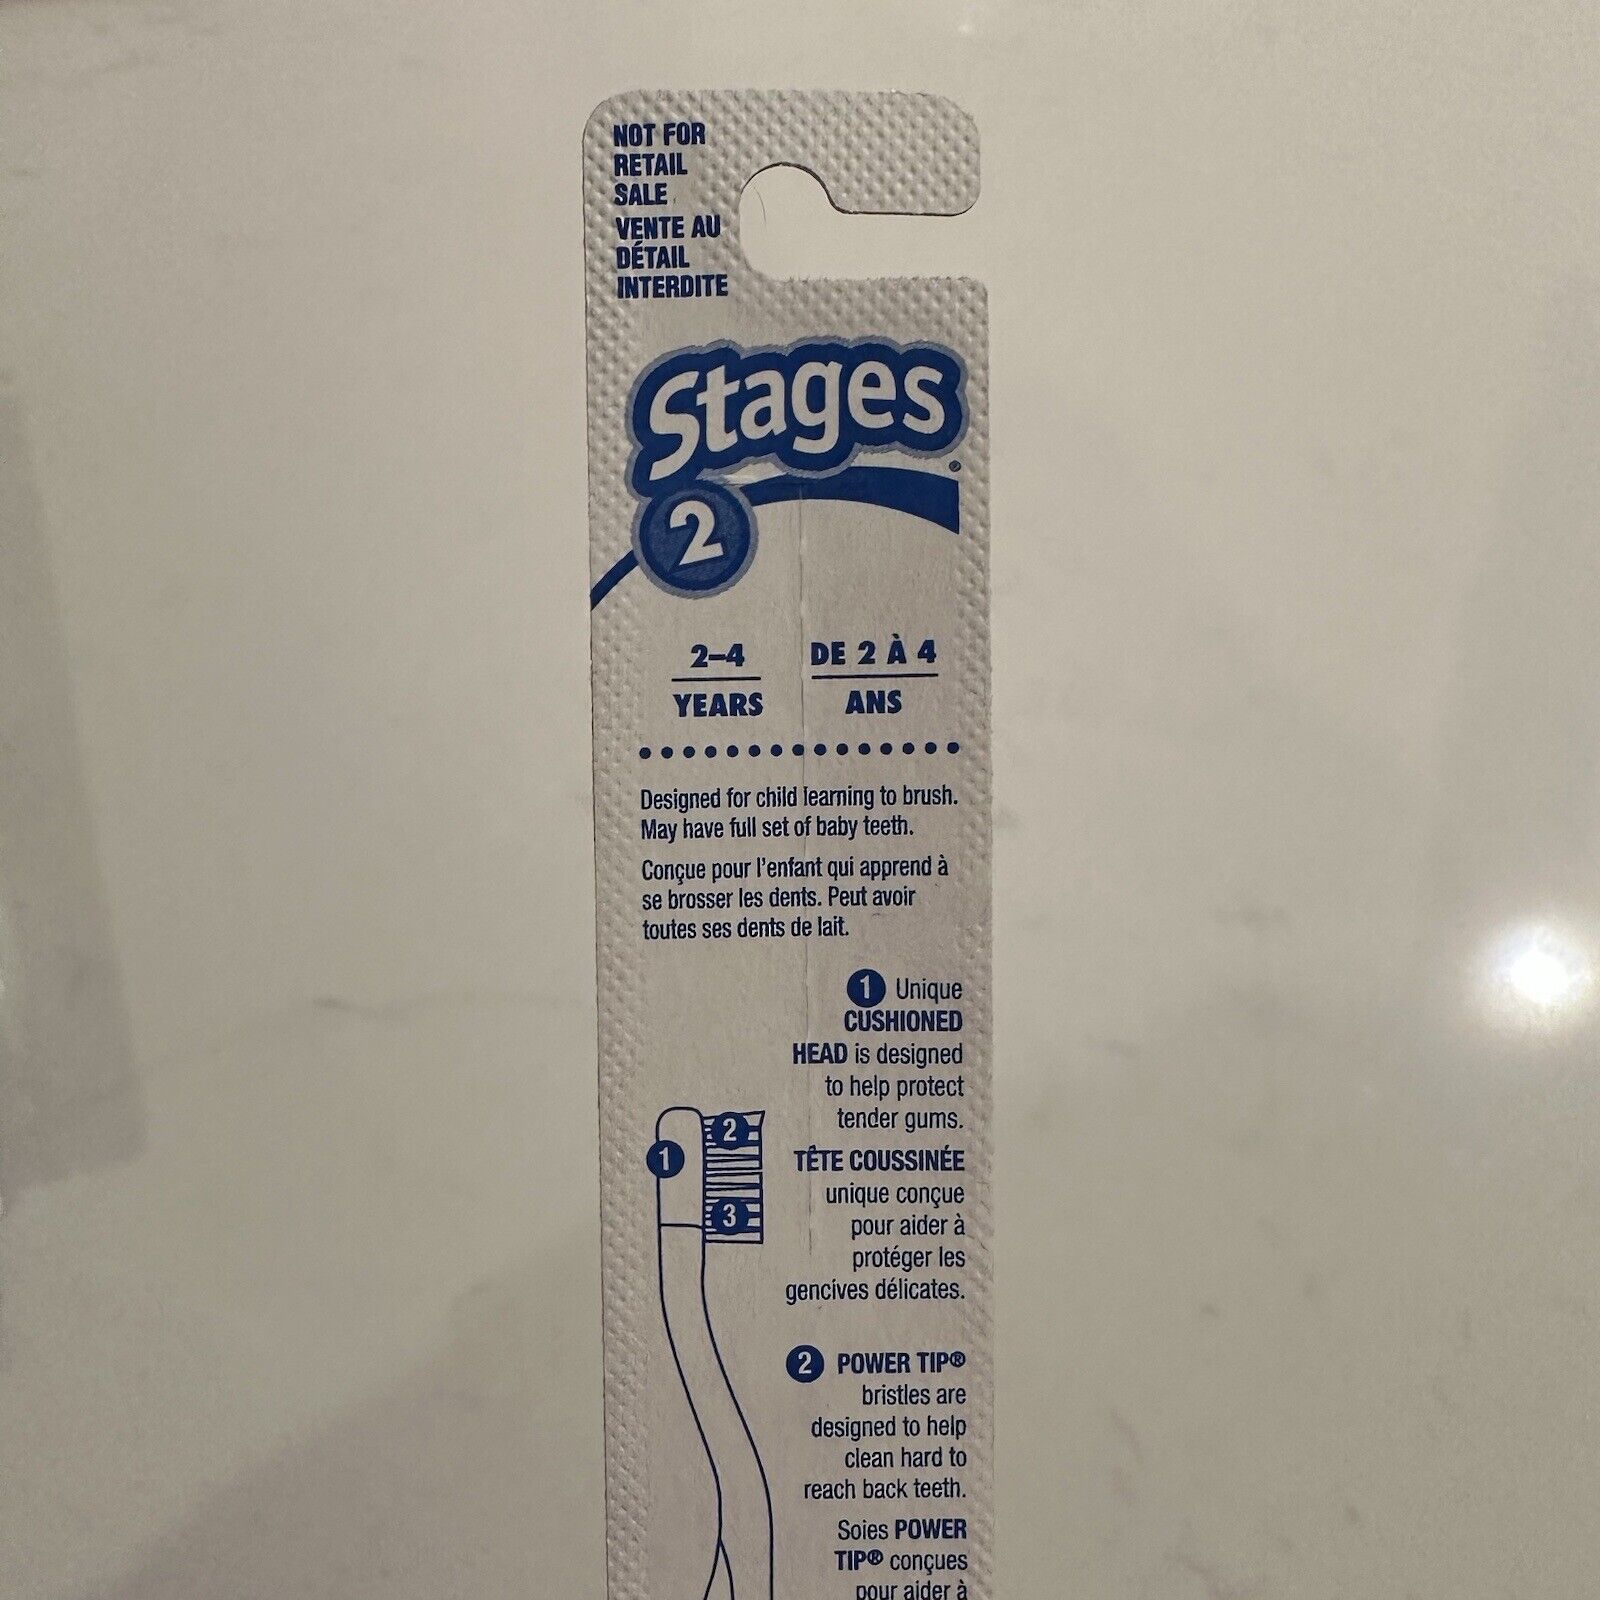 NOT FOR
RETAIL
SALE
VENTE AU
DÉTAIL
INTERDITE
Stages®
2
2–4
YEARS
DE 2 À 4
ANS
Designed for child learning to brush.
May have full set of baby teeth.
Conçue pour l'enfant qui apprend à
se brosser les dents. Peut avoir
toutes ses dents de lait.
1 Unique
CUSHIONED
HEAD is designed
to help protect
tender gums.
TÊTE COUSSINÉE
unique conçue
pour aider à
protéger les
gencives délicates.
2
1
3
2 POWER TIP®
bristles are
designed to help
clean hard to
reach back teeth.
Soies POWER
TIP® conçues
pour aider à